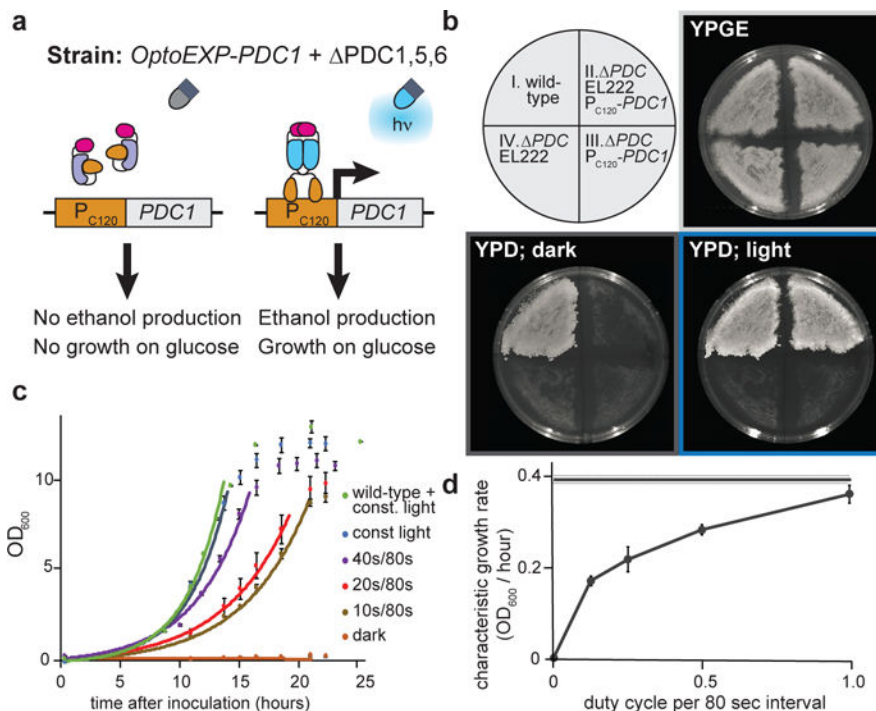 a
Strain: OptoEXP-PDC1 + ΔPDC1,5,6
hν
P C120 PDC1
P C120 PDC1
No ethanol production
No growth on glucose
Ethanol production
Growth on glucose
b
I. wild-
type
II.ΔPDC
EL222
PC120-PDC1
IV.ΔPDC
EL222
III.ΔPDC
PC120-PDC1
YPGE
YPD; dark
YPD; light
c
OD600
10
5
0
0 5 10 15 20 25
time after inoculation (hours)
wild-type +
const. light
const light
40s/80s
20s/80s
10s/80s
dark
d
characteristic growth rate
(OD600 / hour)
0.4
0.2
0
0 0.5 1.0
duty cycle per 80 sec interval